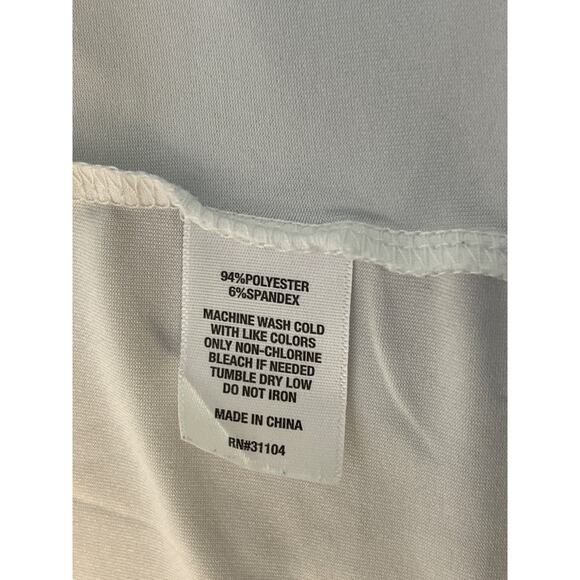 94%POLYESTER
6%SPANDEX
MACHINE WASH COLD
WITH LIKE COLORS
ONLY NON-CHLORINE
BLEACH IF NEEDED
TUMBLE DRY LOW
DO NOT IRON
MADE IN CHINA
RN#31104